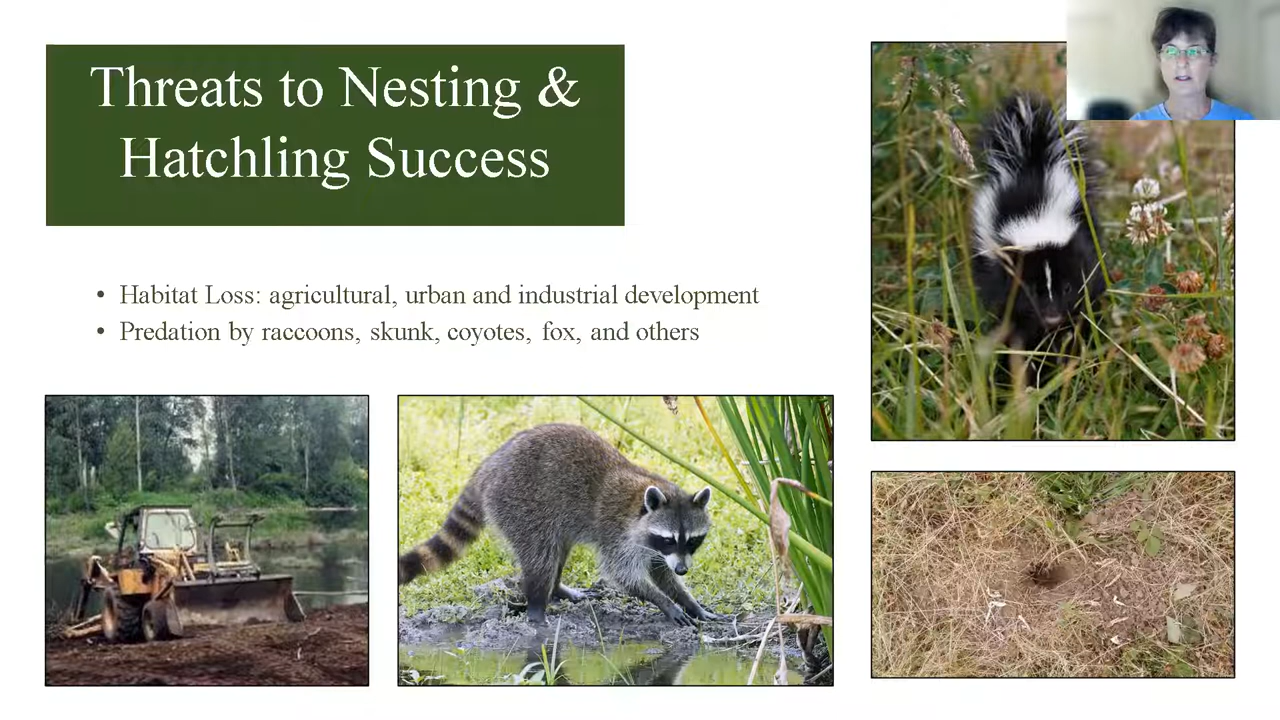 Threats to Nesting &
Hatchling Success
• Habitat Loss: agricultural, urban and industrial development
• Predation by raccoons, skunk, coyotes, fox, and others